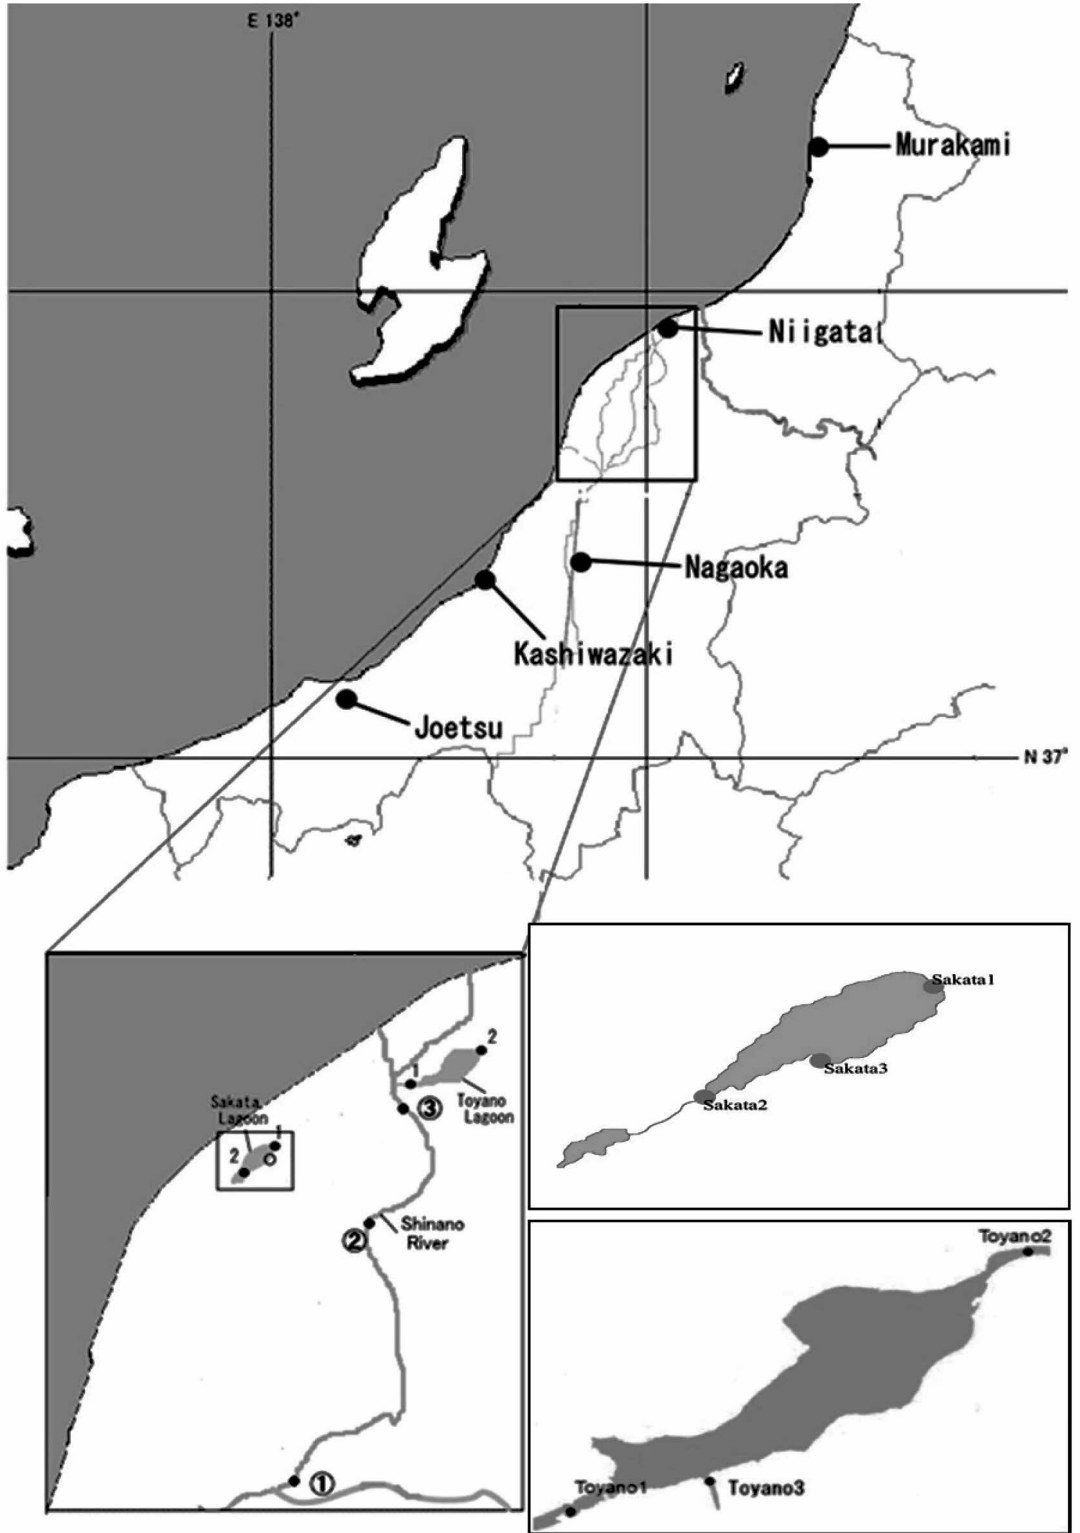 E 138°
Murakami
Niigata
Nagaoka
Kashiwazaki
Joetsu
N 37°
2
1
③
Toyano
Lagoon
Sakata
Lagoon
1
2
Shinano
River
②
①
Sakata1
Sakata3
Sakata2
Toyano2
Toyano1
Toyano3